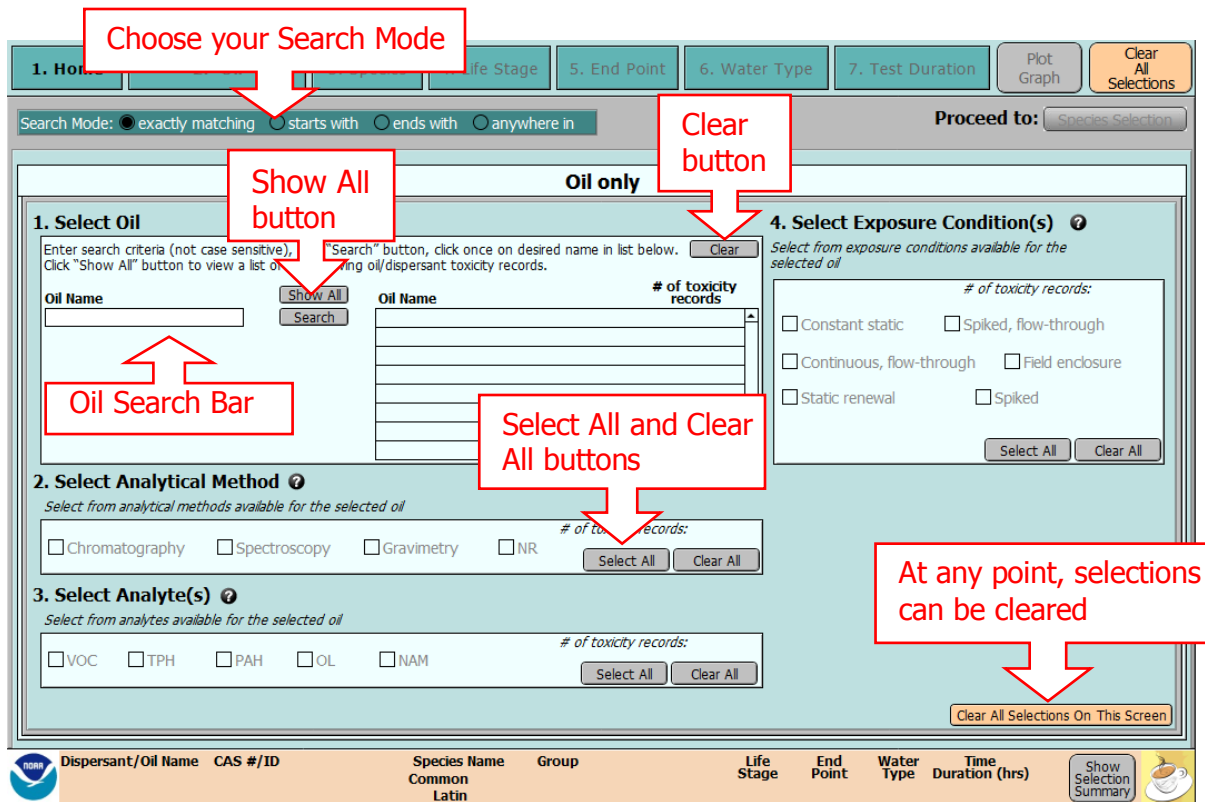 Choose your Search Mode
1. Home
Life Stage
5. End Point
6. Water Type
7. Test Duration
Plot
Graph
Clear
All
Selections
Search Mode: exactly matching starts with ends with anywhere in
Proceed to: Species Selection
Clear
button
Show All
button
Oil only
1. Select Oil
Enter search criteria (not case sensitive), "Search" button, click once on desired name in list below.
Click "Show All" button to view a list of oil/dispersant toxicity records.
Clear
Oil Name
Show All
Search
Oil Name
# of toxicity
records
Oil Search Bar
Select All and Clear
All buttons
4. Select Exposure Condition(s) ?
Select from exposure conditions available for the
selected oil
# of toxicity records:
Constant static Spiked, flow-through
Continuous, flow-through Field enclosure
Static renewal Spiked
Select All Clear All
2. Select Analytical Method ?
Select from analytical methods available for the selected oil
# of records:
Chromatography Spectroscopy Gravimetry NR
Select All Clear All
3. Select Analyte(s) ?
Select from analytes available for the selected oil
# of toxicity records:
VOC TPH PAH OL NAM
Select All Clear All
At any point, selections
can be cleared
Clear All Selections On This Screen
NOAA
Dispersant/Oil Name CAS #/ID
Species Name
Common
Latin
Group
Life
Stage
End
Point
Water
Type
Time
Duration (hrs)
Show
Selection
Summary